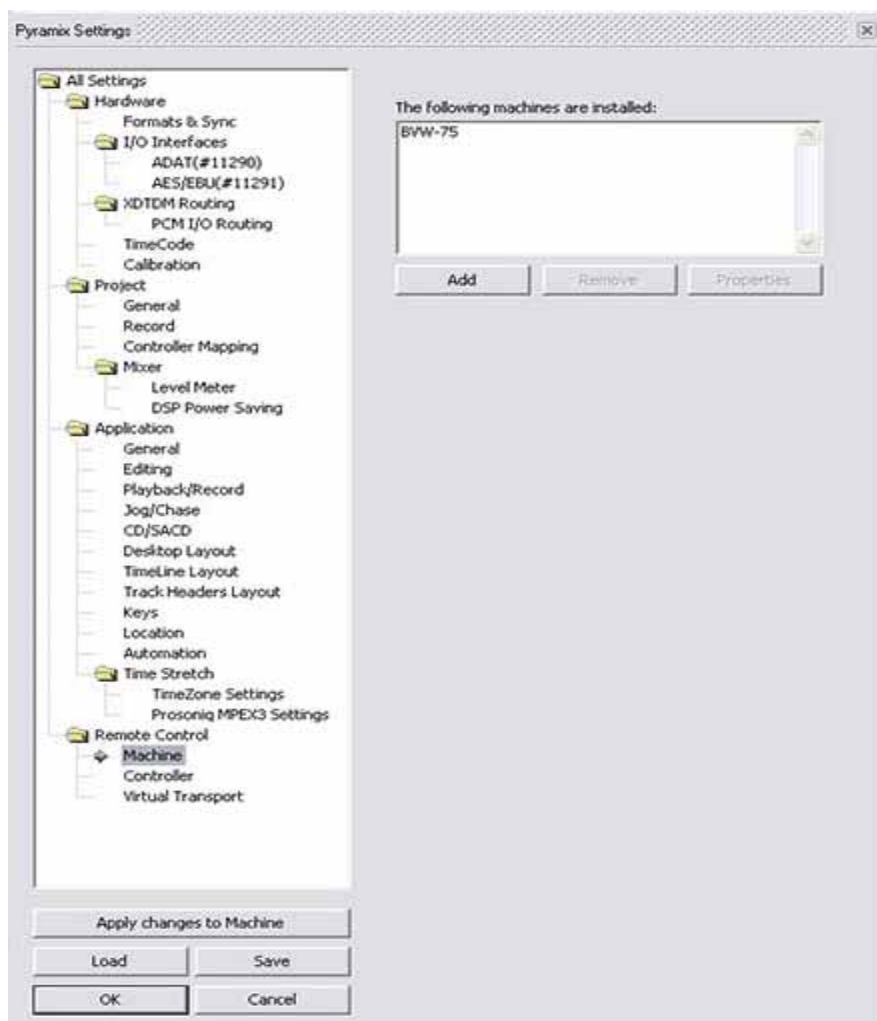 Pyramix Settings
All Settings
Hardware
Formats & Sync
I/O Interfaces
ADAT(#11290)
AES/EBU(#11291)
XDTDM Routing
PCM I/O Routing
TimeCode
Calibration
Project
General
Record
Controller Mapping
Mixer
Level Meter
DSP Power Saving
Application
General
Editing
Playback/Record
Jog/Chase
CD/SACD
Desktop Layout
TimeLine Layout
Track Headers Layout
Keys
Location
Automation
Time Stretch
TimeZone Settings
Prosoniq MPEX3 Settings
Remote Control
Machine
Controller
Virtual Transport
Apply changes to Machine
Load Save
OK Cancel
The following machines are installed:
BVW-75
Add Remove Properties